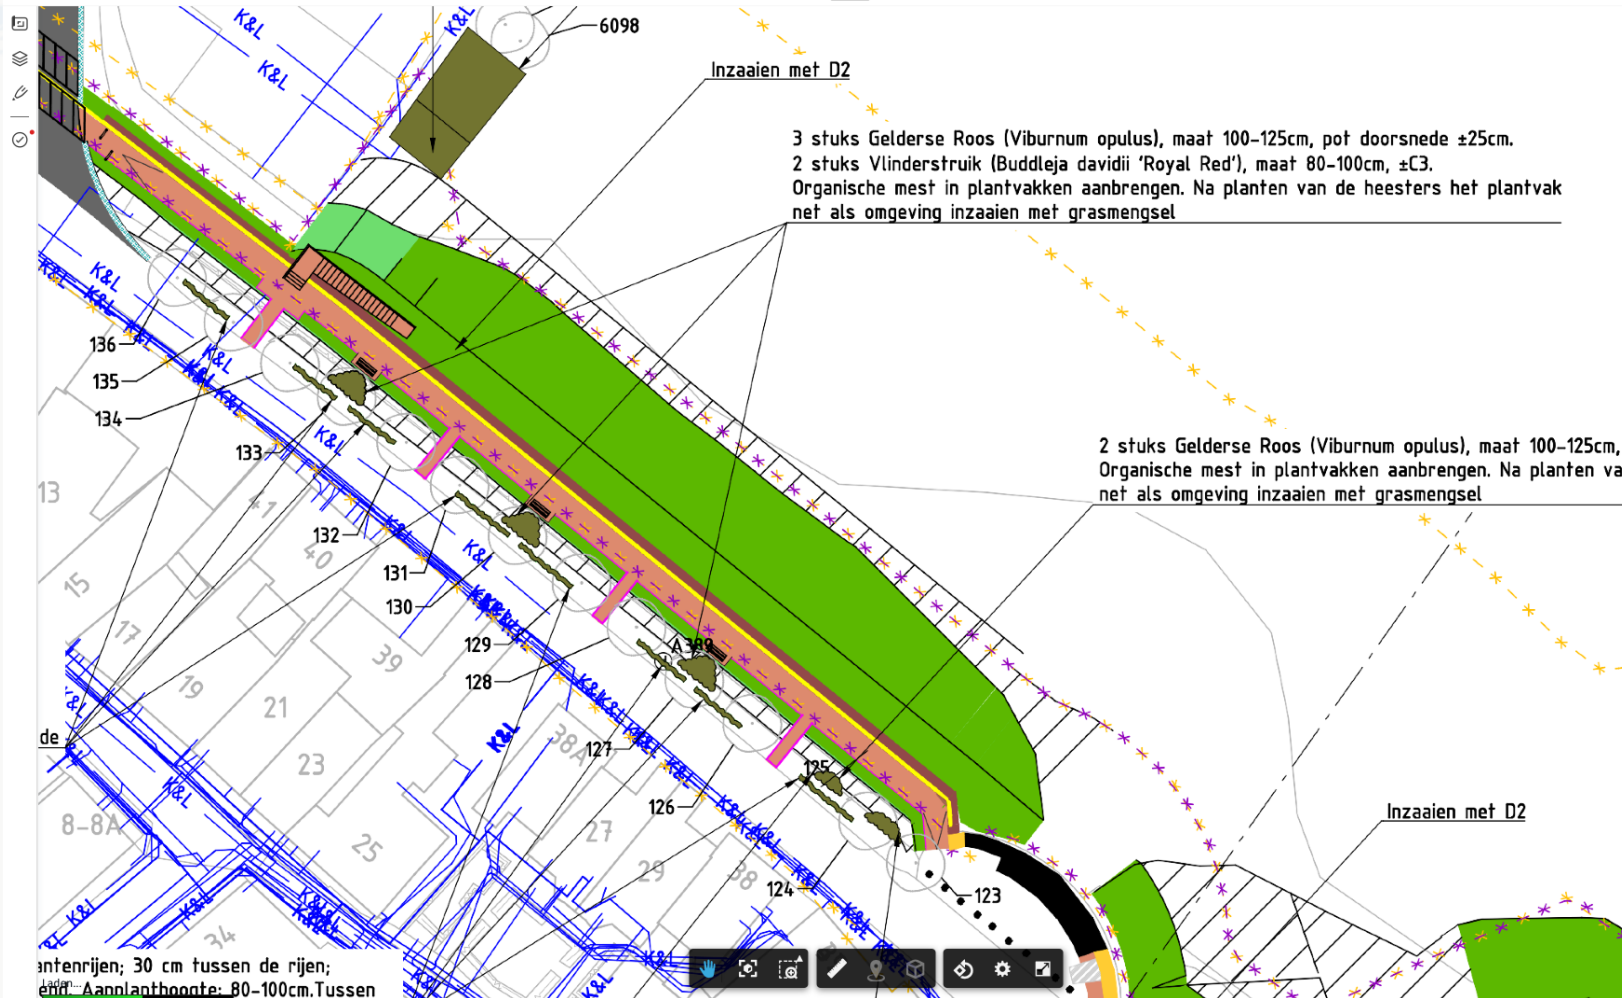 K&L
K&L
K&L
6098
Inzaaien met D2
3 stuks Gelderse Roos (Viburnum opulus), maat 100-125cm, pot doorsnede ±25cm.
2 stuks Vlinderstruik (Buddleja davidii 'Royal Red'), maat 80-100cm, ±C3.
Organische mest in plantvakken aanbrengen. Na planten van de heesters het plantvak
net als omgeving inzaaien met grasmengsel
K&L
K&L
K&L
K&L
136
K&L
135
K&L
K&L
134
K&L
133
2 stuks Gelderse Roos (Viburnum opulus), maat 100-125cm,
Organische mest in plantvakken aanbrengen. Na planten va
net als omgeving inzaaien met grasmengsel
13
41
132
K&L
40
K&L
131
15
130
K&L
17
129
39
128
19
K&L
21
K&L
de
K&L
38A
127
23
125
K&L
K&L
126
K&L
Inzaaien met D2
8-8A
27
K&L
25
29
38
124
K&L
123
K&L
K&L
K&L
34
K&L
K&L
antenrijen; 30 cm tussen de rijen;
Laden...
end. Aanplanthoogte: 80-100cm.Tussen
K&L